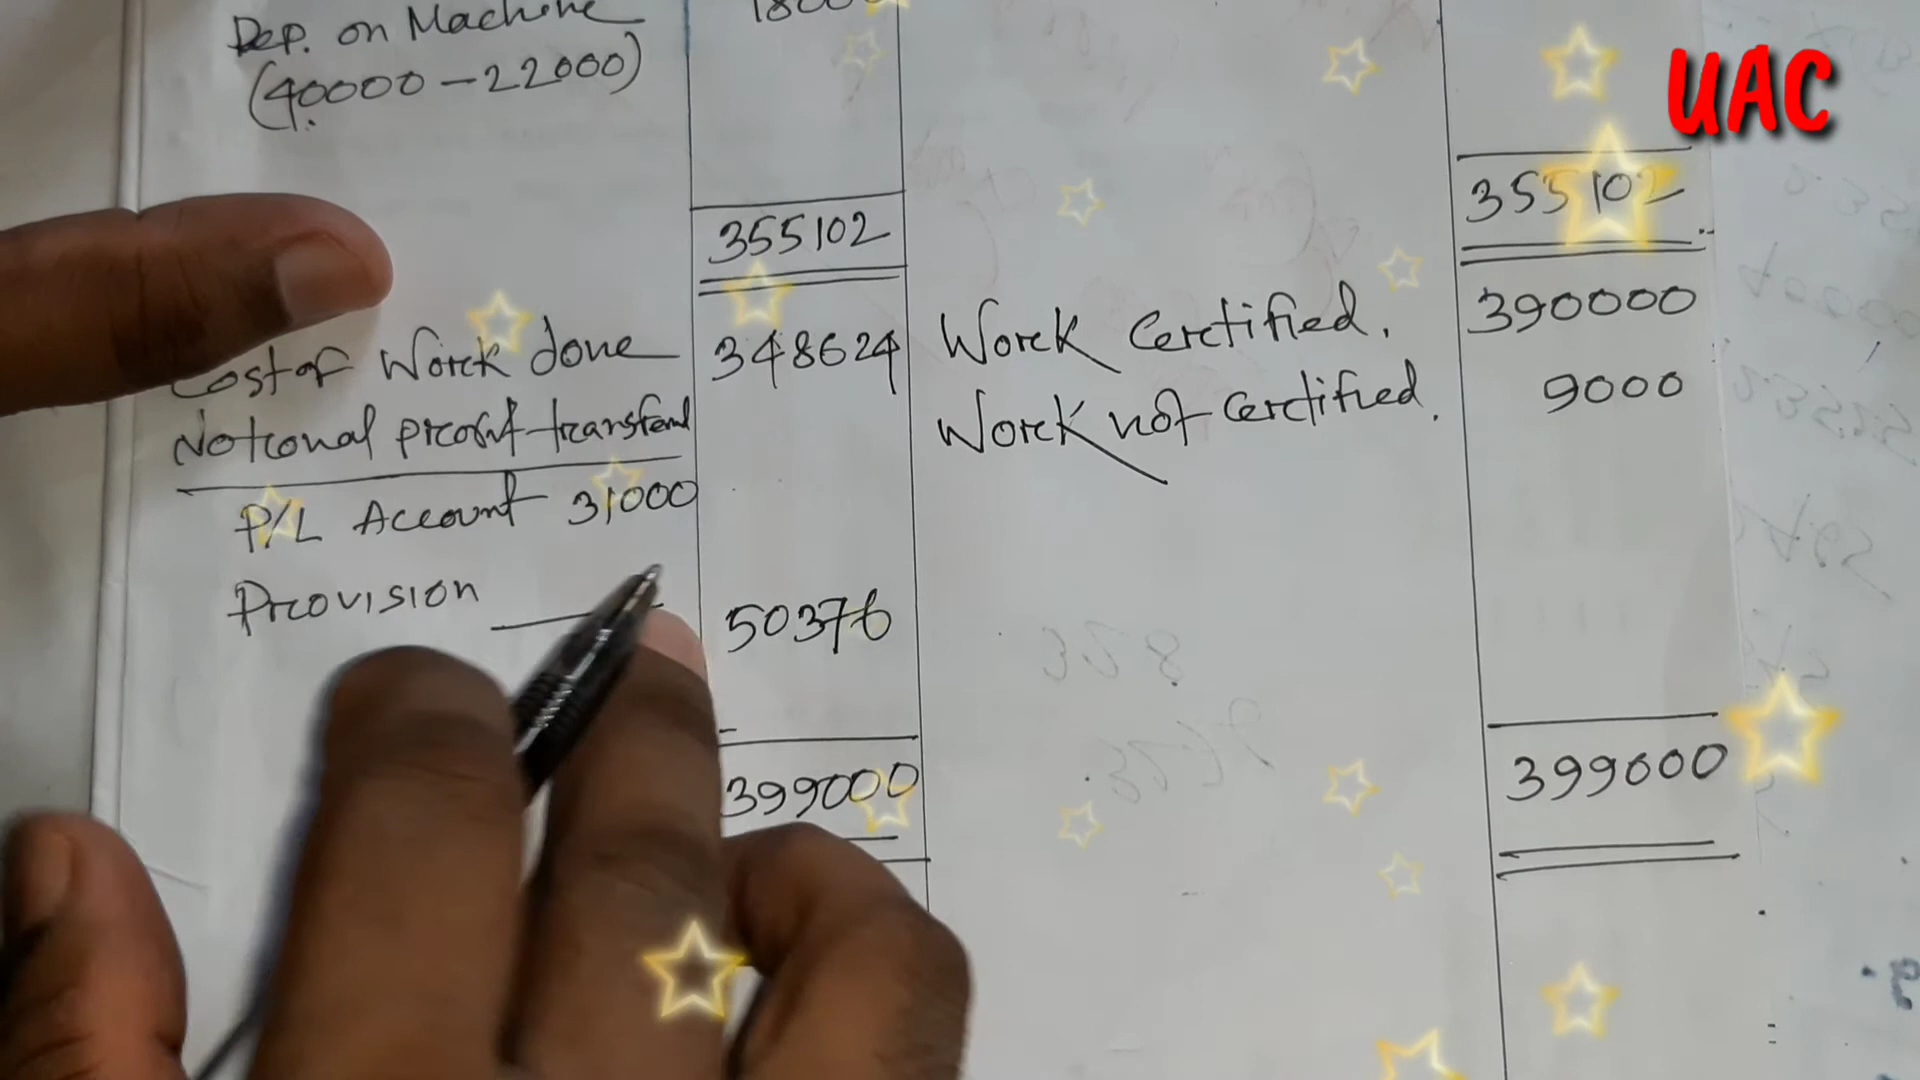 Dep. on Machine
(40000-22000)
UAC
355102
355102
Cost of Work done 348624 Work Certified. 390000
Notional profit transferred Work not Certified. 9000
P/L Account 31000
Provision 50376
399000
399000